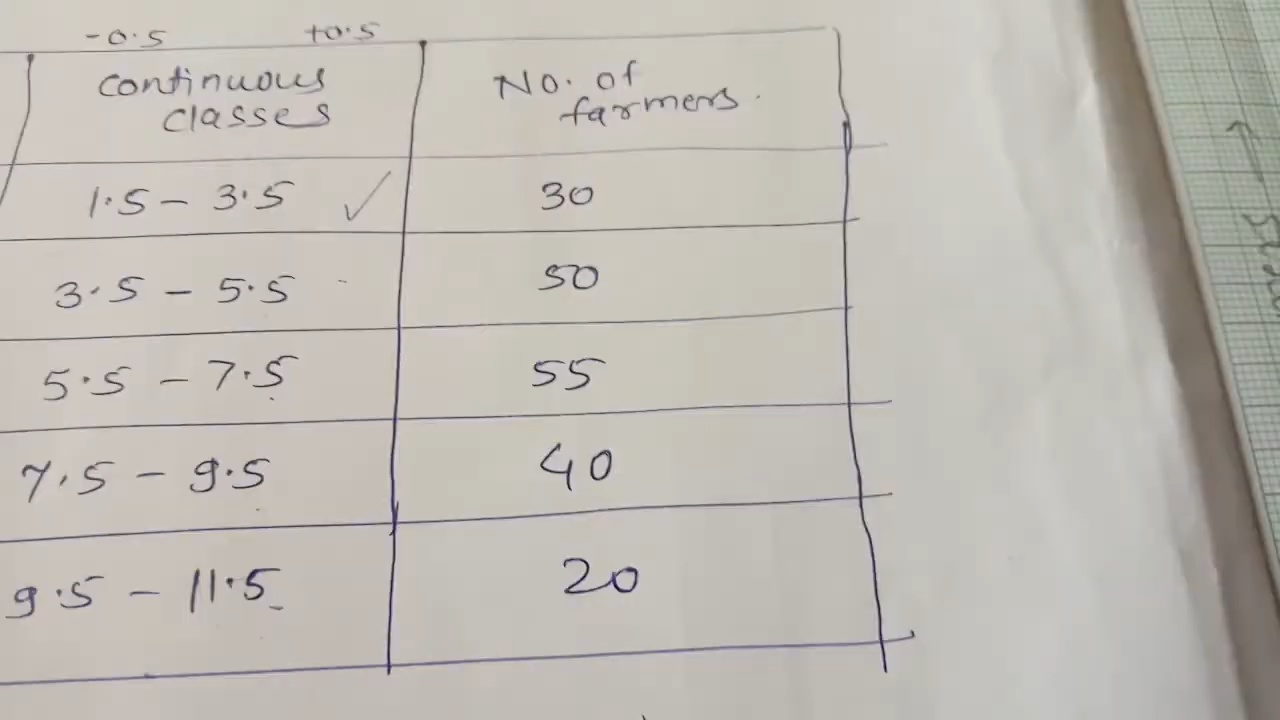 -0.5 +0.5
continuous classes No. of farmers.
1.5 - 3.5 ✓ 30
3.5 - 5.5 50
5.5 - 7.5 55
7.5 - 9.5 40
9.5 - 11.5 20